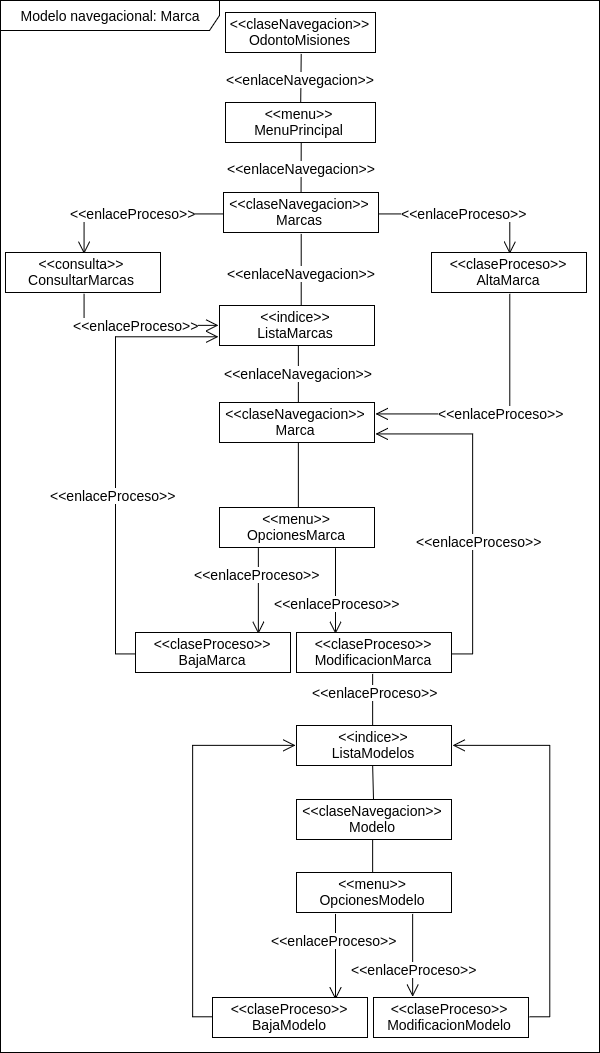 Modelo navegacional: Marca
<<claseNavegacion>>
OdontoMisiones
<<enlaceNavegacion>>
<<menu>>
MenuPrincipal
<<enlaceNavegacion>>
<<claseNavegacion>>
Marcas
<<enlaceProceso>>
<<enlaceProceso>>
<<consulta>>
ConsultarMarcas
<<claseProceso>>
AltaMarca
<<enlaceNavegacion>>
<<indice>>
ListaMarcas
<<enlaceProceso>>
<<enlaceNavegacion>>
<<claseNavegacion>>
Marca
<<enlaceProceso>>
<<enlaceProceso>>
<<menu>>
OpcionesMarca
<<enlaceProceso>>
<<enlaceProceso>>
<<enlaceProceso>>
<<claseProceso>>
BajaMarca
<<claseProceso>>
ModificacionMarca
<<enlaceProceso>>
<<indice>>
ListaModelos
<<claseNavegacion>>
Modelo
<<menu>>
OpcionesModelo
<<enlaceProceso>>
<<enlaceProceso>>
<<claseProceso>>
BajaModelo
<<claseProceso>>
ModificacionModelo